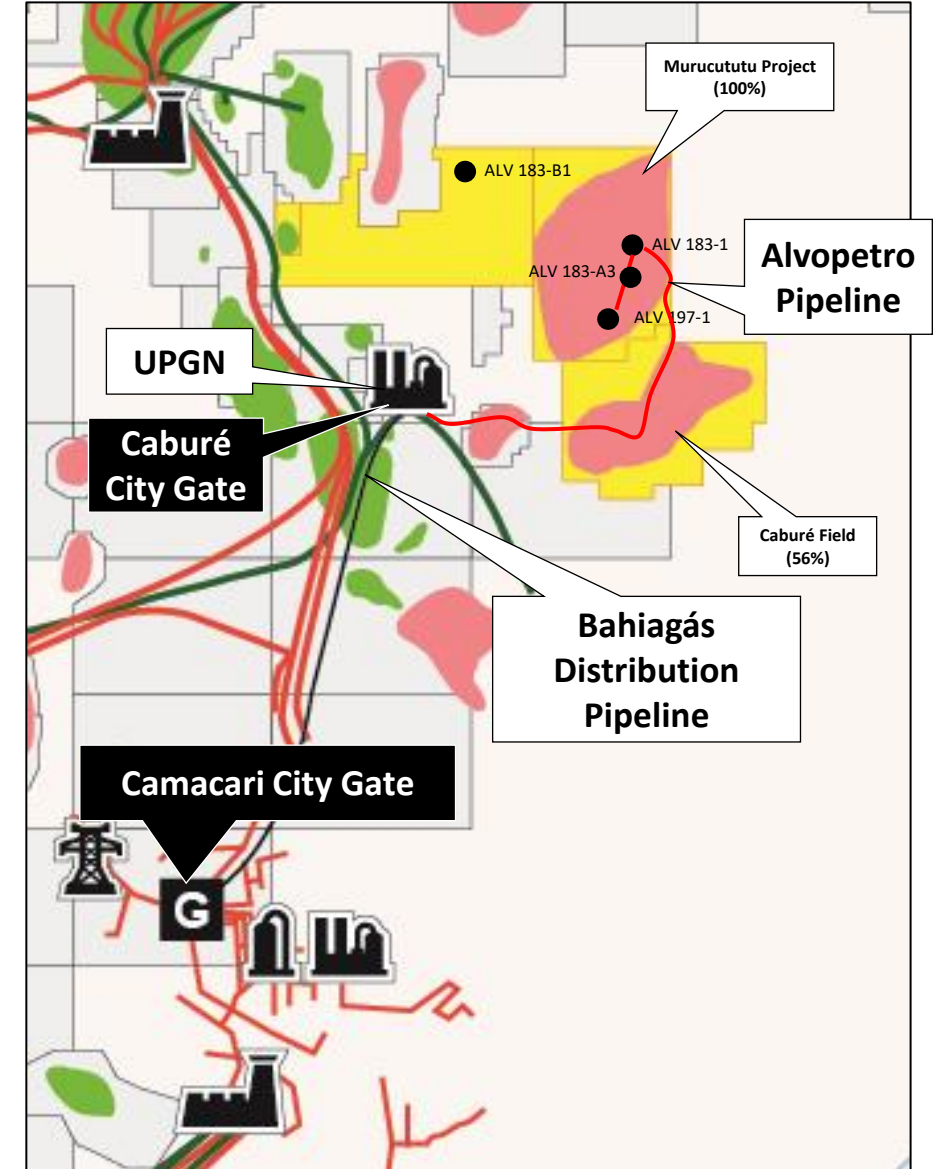 Murucututu Project
(100%)
ALV 183-B1
ALV 183-1
Alvopetro
Pipeline
ALV 183-A3
ALV 197-1
UPGN
Caburé
City Gate
Caburé Field
(56%)
Bahiagás
Distribution
Pipeline
Camacari City Gate
G